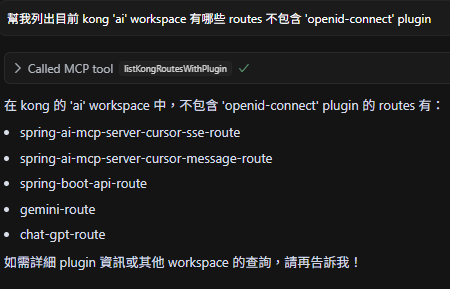 幫我列出目前 kong 'ai' workspace 有哪些 routes 不包含 'openid-connect' plugin
> Called MCP tool listKongRoutesWithPlugin ✓
在 kong 的 'ai' workspace 中，不包含 'openid-connect' plugin 的 routes 有：
• spring-ai-mcp-server-cursor-sse-route
• spring-ai-mcp-server-cursor-message-route
• spring-boot-api-route
• gemini-route
• chat-gpt-route
如需詳細 plugin 資訊或其他 workspace 的查詢，請再告訴我！